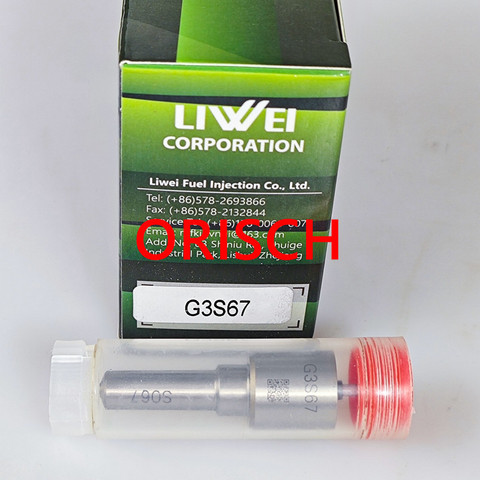 LIWEI
CORPORATION
Liwei Fuel Injection Co., Ltd.
Tel: (+86)578-2693866
Fax: (+86)578-2132844
ORISCH
G3S67
G3S67
S067